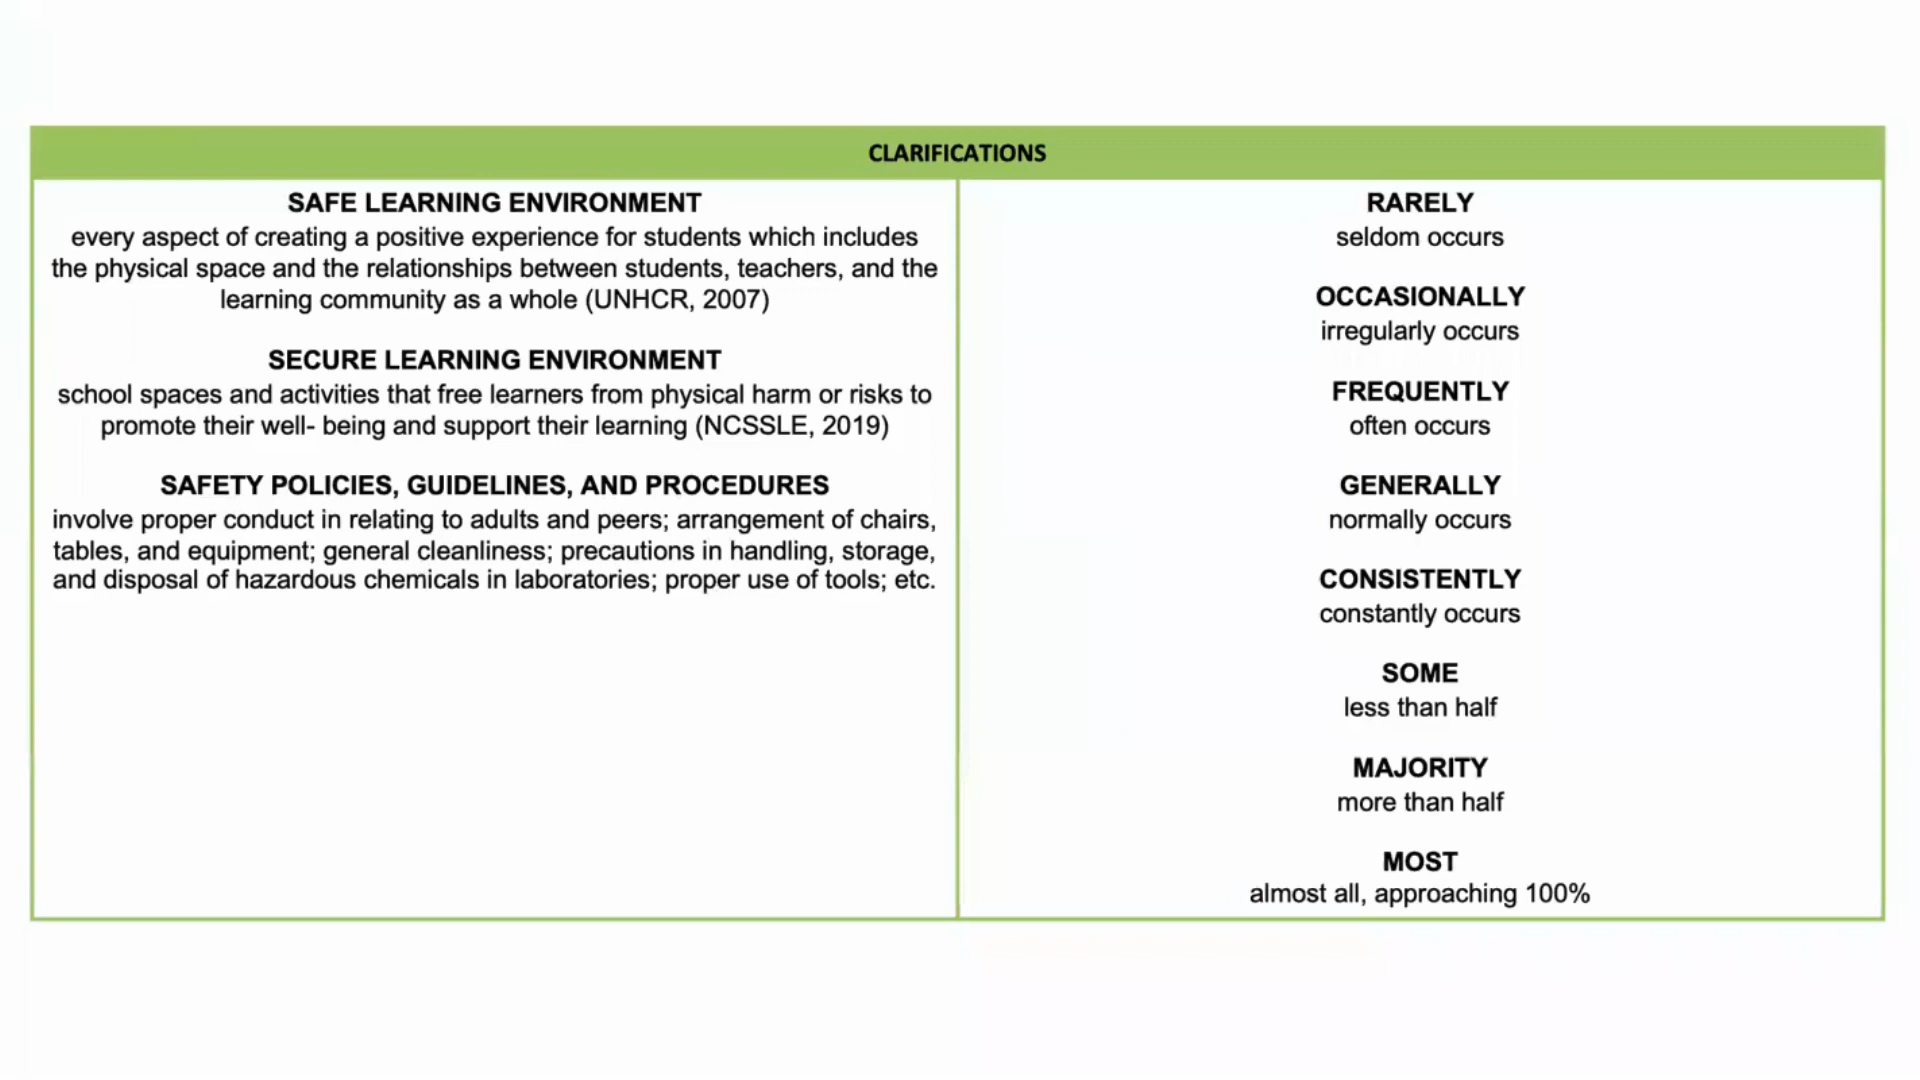 CLARIFICATIONS
SAFE LEARNING ENVIRONMENT
every aspect of creating a positive experience for students which includes
the physical space and the relationships between students, teachers, and the
learning community as a whole (UNHCR, 2007)
SECURE LEARNING ENVIRONMENT
school spaces and activities that free learners from physical harm or risks to
promote their well- being and support their learning (NCSSLE, 2019)
SAFETY POLICIES, GUIDELINES, AND PROCEDURES
involve proper conduct in relating to adults and peers; arrangement of chairs,
tables, and equipment; general cleanliness; precautions in handling, storage,
and disposal of hazardous chemicals in laboratories; proper use of tools; etc.
RARELY
seldom occurs
OCCASIONALLY
irregularly occurs
FREQUENTLY
often occurs
GENERALLY
normally occurs
CONSISTENTLY
constantly occurs
SOME
less than half
MAJORITY
more than half
MOST
almost all, approaching 100%